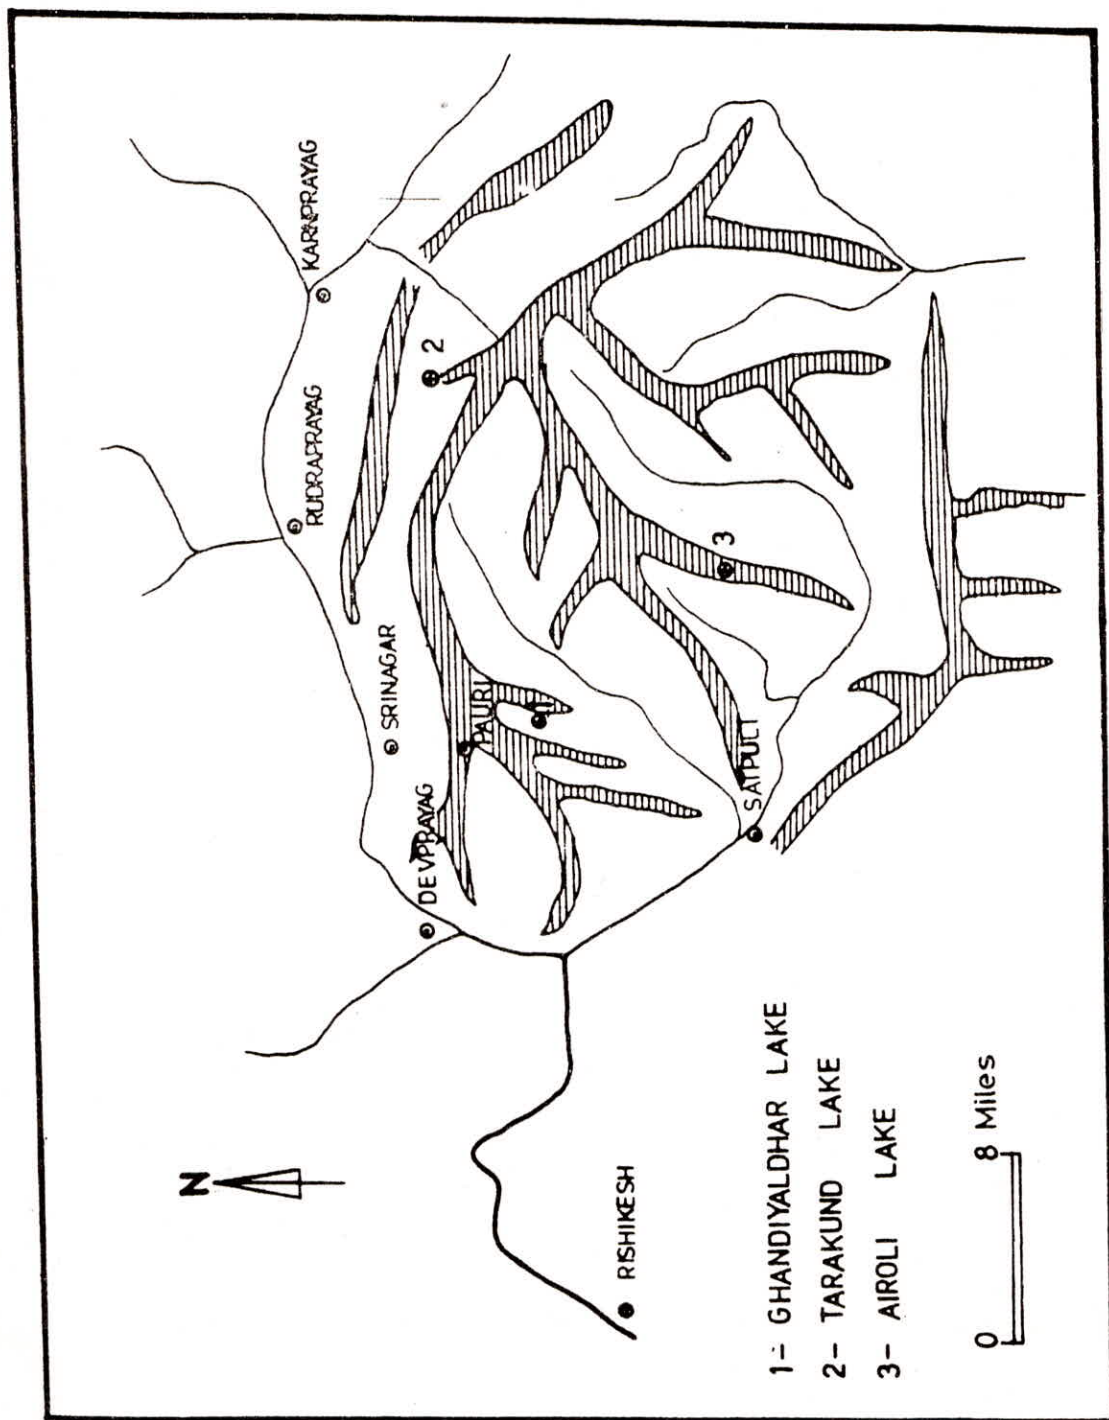 N
RUDRAPRAYAG
KARNPRAYAG
SRINAGAR
DEVPRAYAG
2
PAURI
1
RISHIKESH
3
SATPULI
1- GHANDIYALDHAR LAKE
2- TARAKUND LAKE
3- AIROLI LAKE
0 8 Miles